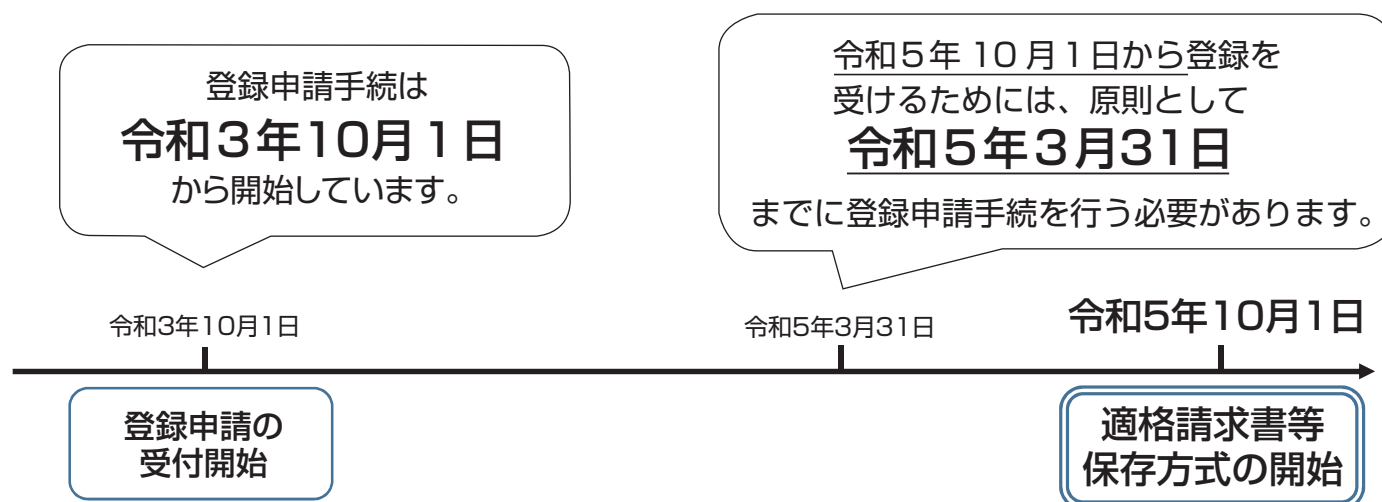 登録申請手続は
令和3年10月1日
から開始しています。
令和5年10月1日から登録を
受けるためには、原則として
令和5年3月31日
までに登録申請手続を行う必要があります。
令和3年10月1日
令和5年3月31日
令和5年10月1日
登録申請の
受付開始
適格請求書等
保存方式の開始